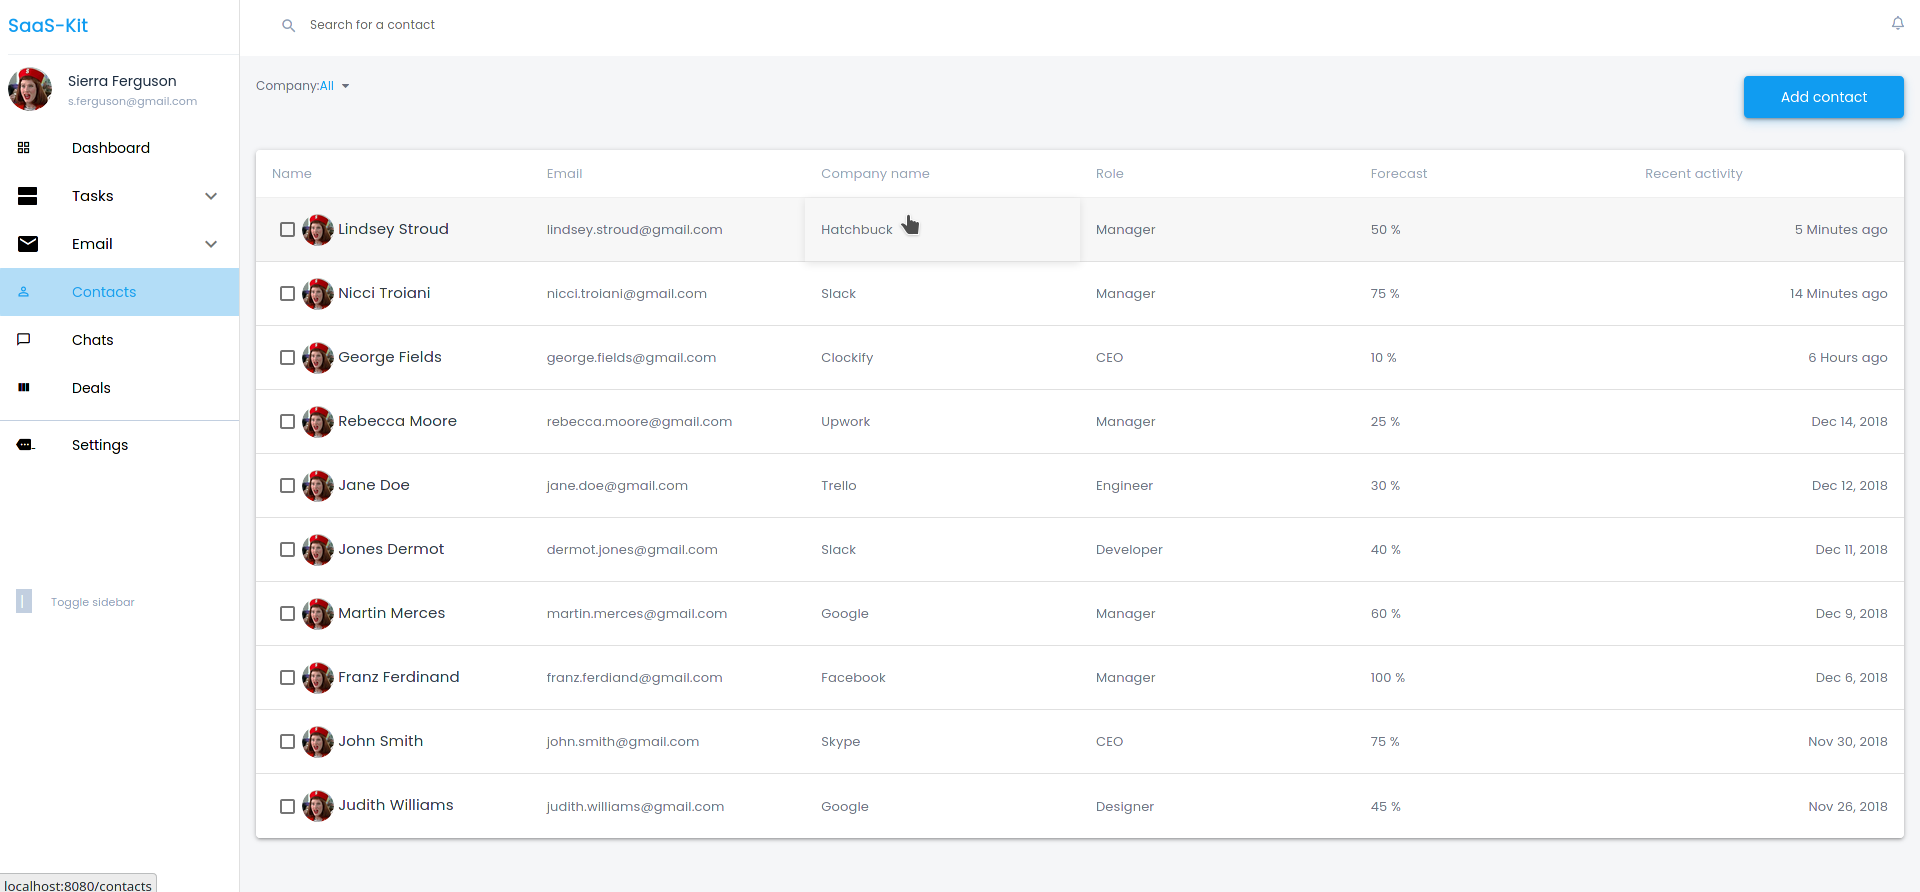 SaaS-Kit
Search for a contact
Sierra Ferguson
s.ferguson@gmail.com
Dashboard
Tasks
Email
Contacts
Chats
Deals
Settings
Toggle sidebar
Company:All
Add contact
Name Email Company name Role Forecast Recent activity
Lindsey Stroud lindsey.stroud@gmail.com Hatchbuck Manager 50 % 5 Minutes ago
Nicci Troiani nicci.troiani@gmail.com Slack Manager 75 % 14 Minutes ago
George Fields george.fields@gmail.com Clockify CEO 10 % 6 Hours ago
Rebecca Moore rebecca.moore@gmail.com Upwork Manager 25 % Dec 14, 2018
Jane Doe jane.doe@gmail.com Trello Engineer 30 % Dec 12, 2018
Jones Dermot dermot.jones@gmail.com Slack Developer 40 % Dec 11, 2018
Martin Merces martin.merces@gmail.com Google Manager 60 % Dec 9, 2018
Franz Ferdinand franz.ferdiand@gmail.com Facebook Manager 100 % Dec 6, 2018
John Smith john.smith@gmail.com Skype CEO 75 % Nov 30, 2018
Judith Williams judith.williams@gmail.com Google Designer 45 % Nov 26, 2018
localhost:8080/contacts